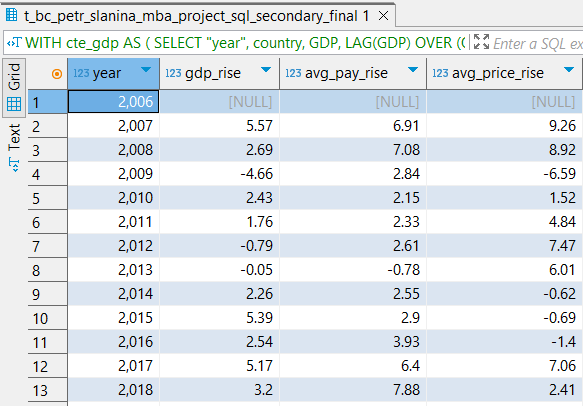 t_bc_petr_slanina_mba_project_sql_secondary_final 1
WITH cte_gdp AS ( SELECT "year", country, GDP, LAG(GDP) OVER ((O Enter a SQL ex
Grid
Text
123 year 123 gdp_rise 123 avg_pay_rise 123 avg_price_rise
1 2,006 [NULL] [NULL] [NULL]
2 2,007 5.57 6.91 9.26
3 2,008 2.69 7.08 8.92
4 2,009 -4.66 2.84 -6.59
5 2,010 2.43 2.15 1.52
6 2,011 1.76 2.33 4.84
7 2,012 -0.79 2.61 7.47
8 2,013 -0.05 -0.78 6.01
9 2,014 2.26 2.55 -0.62
10 2,015 5.39 2.9 -0.69
11 2,016 2.54 3.93 -1.4
12 2,017 5.17 6.4 7.06
13 2,018 3.2 7.88 2.41